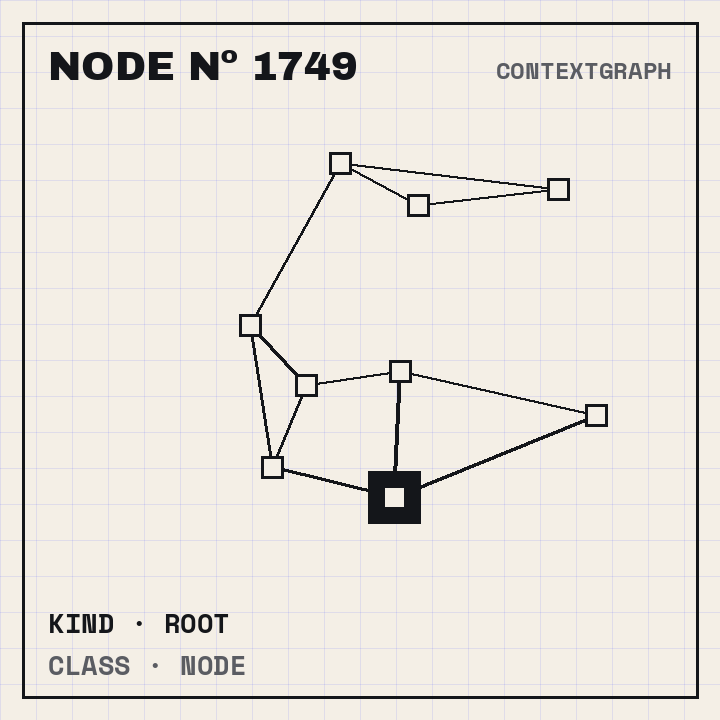 NODE Nº 1749
CONTEXTGRAPH
KIND · ROOT
CLASS · NODE